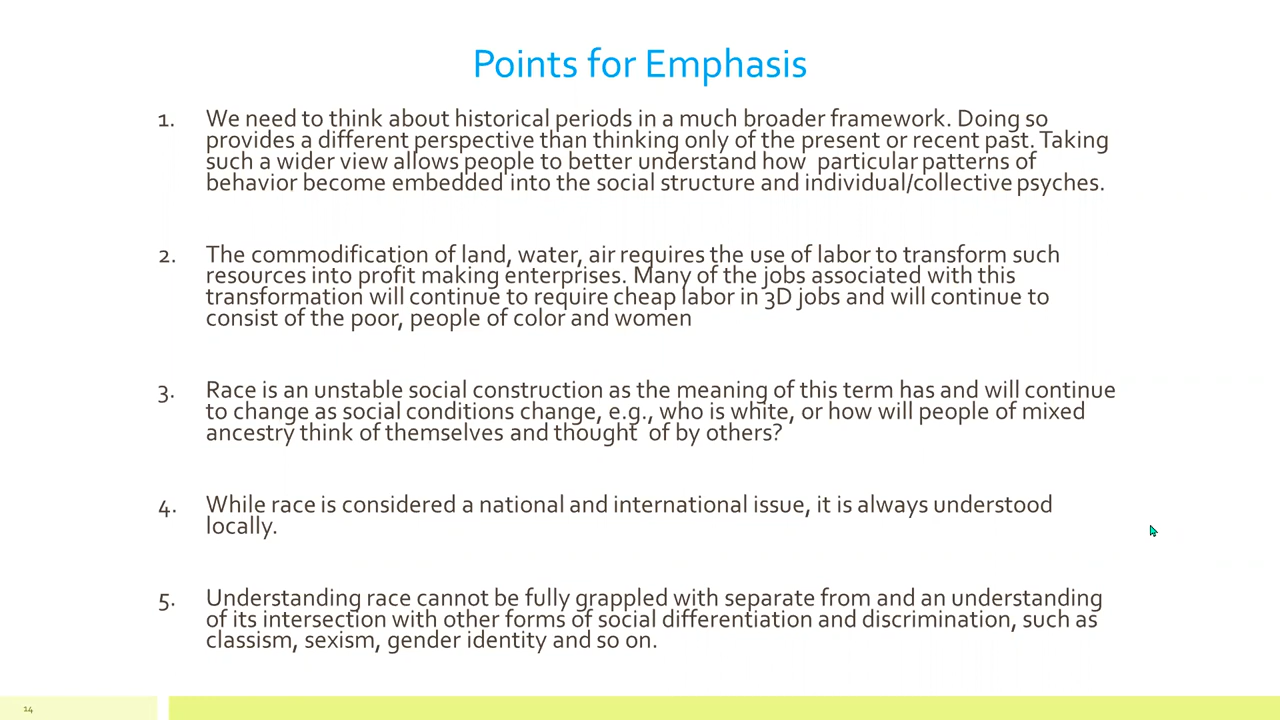 Points for Emphasis
1. We need to think about historical periods in a much broader framework. Doing so
provides a different perspective than thinking only of the present or recent past. Taking
such a wider view allows people to better understand how particular patterns of
behavior become embedded into the social structure and individual/collective psyches.
2. The commodification of land, water, air requires the use of labor to transform such
resources into profit making enterprises. Many of the jobs associated with this
transformation will continue to require cheap labor in 3D jobs and will continue to
consist of the poor, people of color and women
3. Race is an unstable social construction as the meaning of this term has and will continue
to change as social conditions change, e.g., who is white, or how will people of mixed
ancestry think of themselves and thought of by others?
4. While race is considered a national and international issue, it is always understood
locally.
5. Understanding race cannot be fully grappled with separate from and an understanding
of its intersection with other forms of social differentiation and discrimination, such as
classism, sexism, gender identity and so on.
14